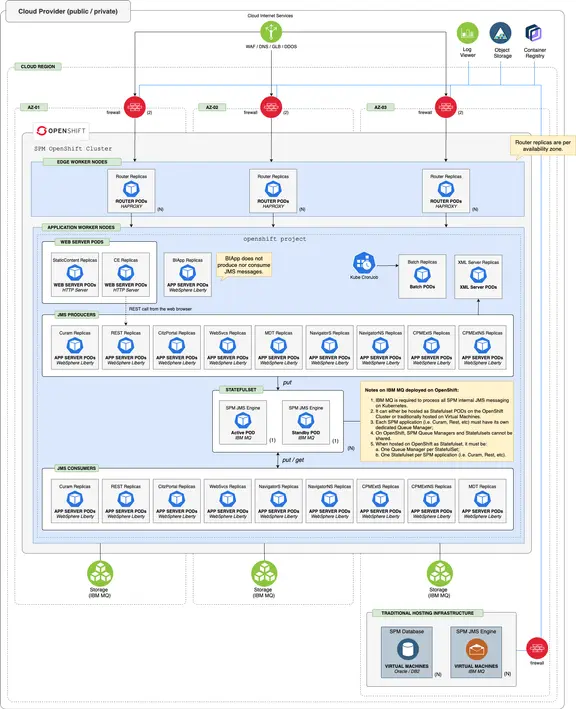 Cloud Provider (public / private)
Cloud Internet Services
WAF / DNS / GLB / DDOS
Log
Viewer
Object
Storage
Container
Registry
CLOUD REGION
AZ-01
AZ-02
AZ-03
firewall
(2)
firewall
(2)
firewall
(2)
OPENSHIFT
SPM OpenShift Cluster
Router replicas are per
availability zone.
EDGE WORKER NODES
Router Replicas
ROUTER PODs
HAPROXY
(N)
Router Replicas
ROUTER PODs
HAPROXY
(N)
Router Replicas
ROUTER PODs
HAPROXY
(N)
APPLICATION WORKER NODES
openshift project
WEB SERVER PODS
StaticContent Replicas
WEB SERVER PODs
HTTP Server
CE Replicas
WEB SERVER PODs
HTTP Server
BIApp Replicas
APP SERVER PODs
WebSphere Liberty
BIApp does not
produce nor consume
JMS messages.
Kube CronJob
Batch Replicas
Batch PODs
XML Server Replicas
XML Server PODs
REST call from the web browser
JMS PRODUCERS
Curam Replicas
APP SERVER PODs
WebSphere Liberty
REST Replicas
APP SERVER PODs
WebSphere Liberty
CitzPortal Replicas
APP SERVER PODs
WebSphere Liberty
WebSvcs Replicas
APP SERVER PODs
WebSphere Liberty
MDT Replicas
APP SERVER PODs
WebSphere Liberty
NavigatorS Replicas
APP SERVER PODs
WebSphere Liberty
NavigatorNS Replicas
APP SERVER PODs
WebSphere Liberty
CPMExtS Replicas
APP SERVER PODs
WebSphere Liberty
CPMExtNS Replicas
APP SERVER PODs
WebSphere Liberty
put
STATEFULSET
SPM JMS Engine
Active POD
IBM MQ
(1)
SPM JMS Engine
Standby POD
IBM MQ
(1)
(N)
Notes on IBM MQ deployed on OpenShift:
1. IBM MQ is required to process all SPM internal JMS messaging
on Kubernetes.
2. It can either be hosted as Statefulset PODs on the OpenShift
Cluster or traditionally hosted on Virtual Machines.
3. Each SPM application (i.e. Curam, Rest, etc) must have its own
dedicated Queue Manager;
4. On OpenShift, SPM Queue Managers and Statefulsets cannot be
shared.
5. When hosted on OpenShift as Statefulset, it must be:
a. One Queue Manager per StatefulSet;
b. One Statefulset per SPM application (i.e. Curam, Rest, etc).
put / get
JMS CONSUMERS
Curam Replicas
APP SERVER PODs
WebSphere Liberty
REST Replicas
APP SERVER PODs
WebSphere Liberty
CitzPortal Replicas
APP SERVER PODs
WebSphere Liberty
WebSvcs Replicas
APP SERVER PODs
WebSphere Liberty
NavigatorS Replicas
APP SERVER PODs
WebSphere Liberty
NavigatorNS Replicas
APP SERVER PODs
WebSphere Liberty
CPMExtS Replicas
APP SERVER PODs
WebSphere Liberty
CPMExtNS Replicas
APP SERVER PODs
WebSphere Liberty
MDT Replicas
APP SERVER PODs
WebSphere Liberty
Storage
(IBM MQ)
Storage
(IBM MQ)
Storage
(IBM MQ)
TRADITIONAL HOSTING INFRASTRUCTURE
SPM Database
VIRTUAL MACHINES
Oracle / DB2
(N)
SPM JMS Engine
VIRTUAL MACHINES
IBM MQ
(N)
firewall